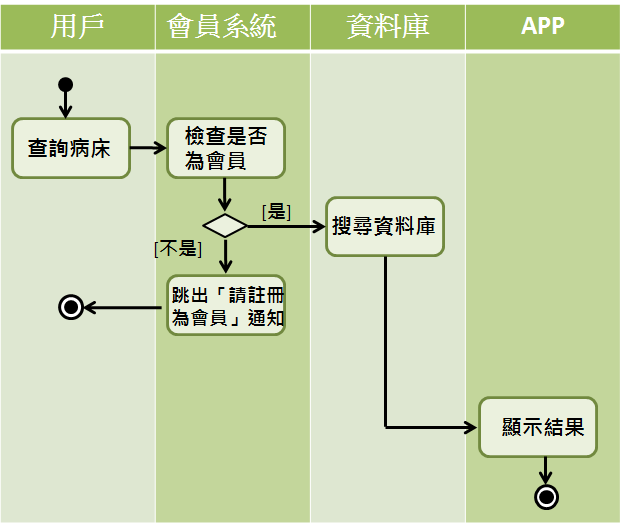 用戶
會員系統
資料庫
APP
查詢病床
檢查是否
為會員
[是]
搜尋資料庫
[不是]
跳出「請註冊
為會員」通知
顯示結果